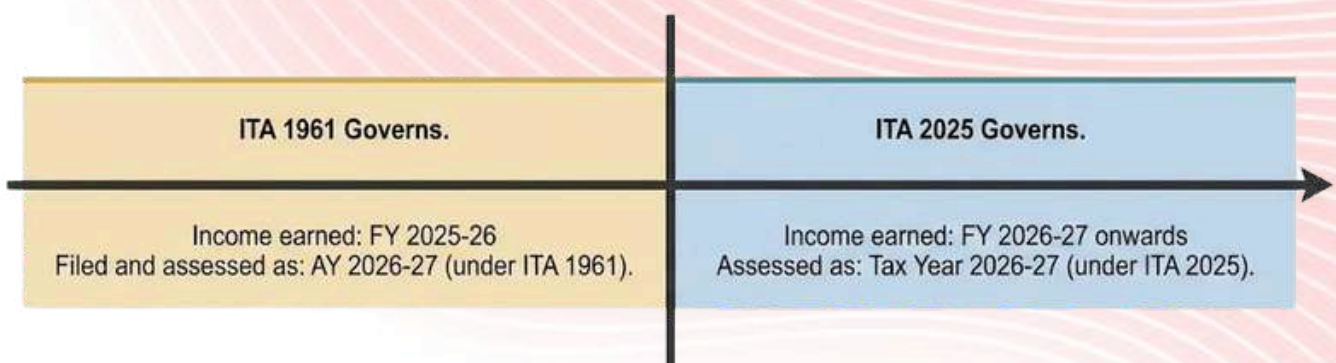 ITA 1961 Governs.
Income earned: FY 2025-26
Filed and assessed as: AY 2026-27 (under ITA 1961).
ITA 2025 Governs.
Income earned: FY 2026-27 onwards
Assessed as: Tax Year 2026-27 (under ITA 2025).